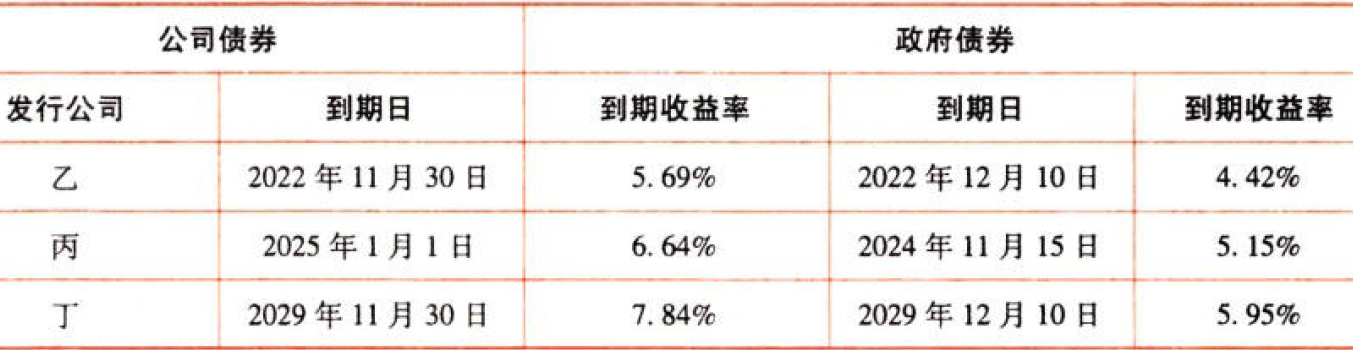 公司债券 政府债券
发行公司 到期日 到期收益率 到期日 到期收益率
乙 2022 年 11 月 30 日 5. 69% 2022 年 12 月 10 日 4. 42%
丙 2025 年 1 月 1 日 6. 64% 2024 年 11 月 15 日 5. 15%
丁 2029 年 11 月 30 日 7. 84% 2029 年 12 月 10 日 5. 95%